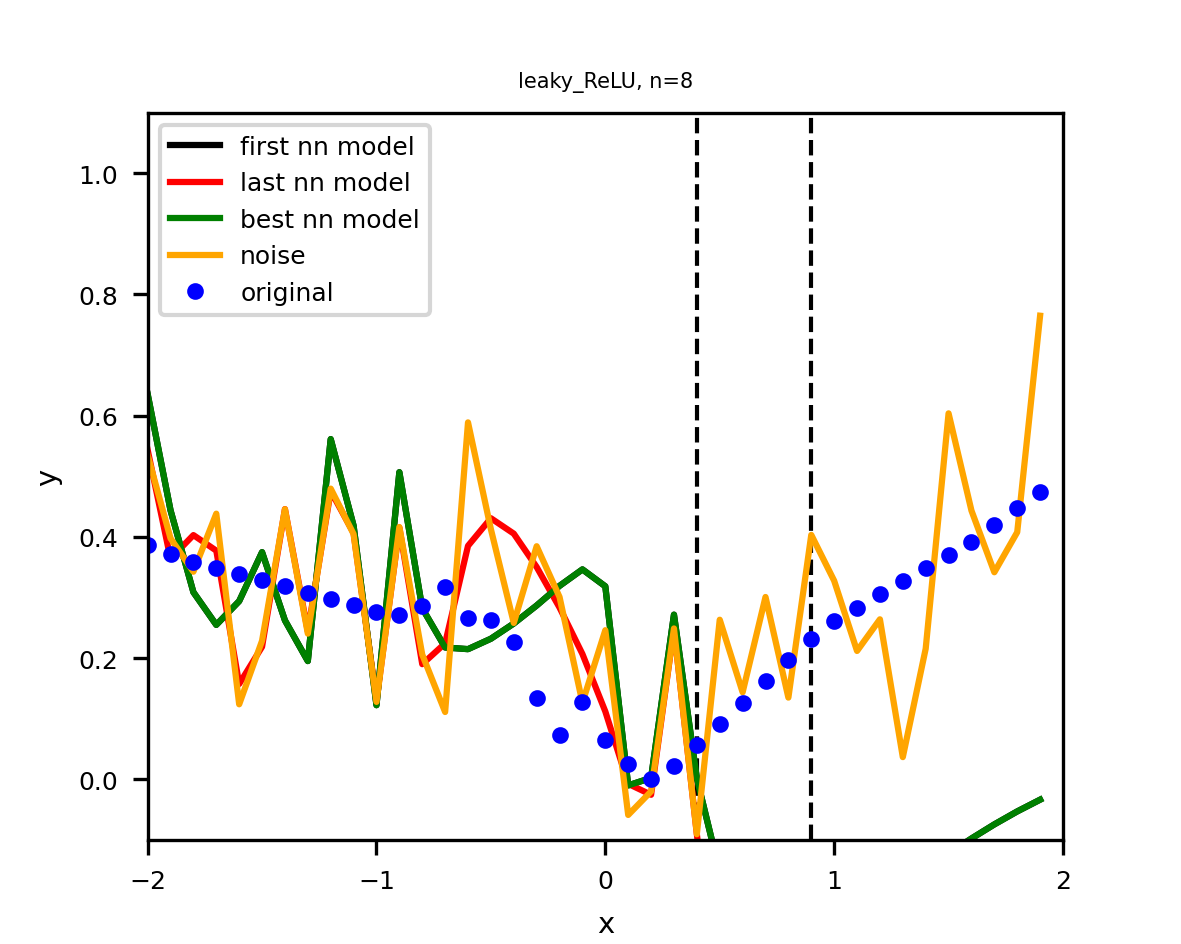 leaky_ReLU, n=8
first nn model
last nn model
best nn model
noise
original
1.0
0.8
0.6
0.4
0.2
0.0
y
−2
−1
0
1
2
x